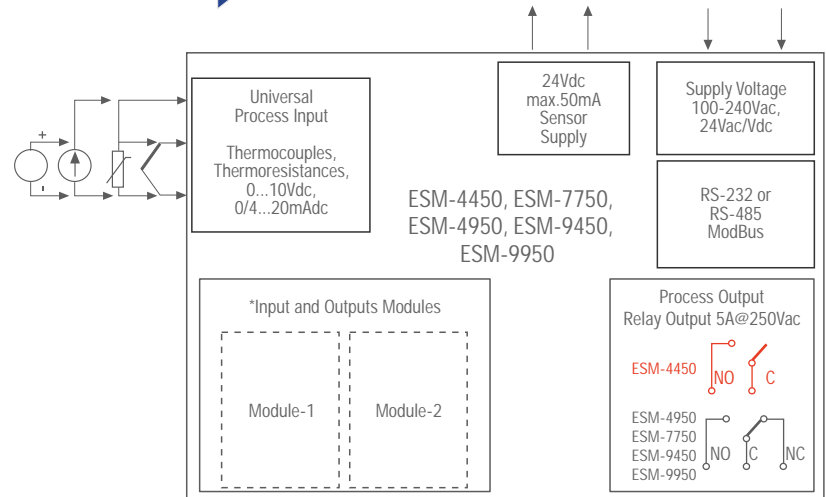 Universal
Process Input
Thermocouples,
Thermoresistances,
0...10Vdc,
0/4...20mAdc
24Vdc
max.50mA
Sensor
Supply
Supply Voltage
100-240Vac,
24Vac/Vdc
+
-
ESM-4450, ESM-7750,
ESM-4950, ESM-9450,
ESM-9950
RS-232 or
RS-485
ModBus
*Input and Outputs Modules
Module-1
Module-2
Process Output
Relay Output 5A@250Vac
ESM-4450
NO
C
ESM-4950
ESM-7750
ESM-9450
ESM-9950
NO
C
NC